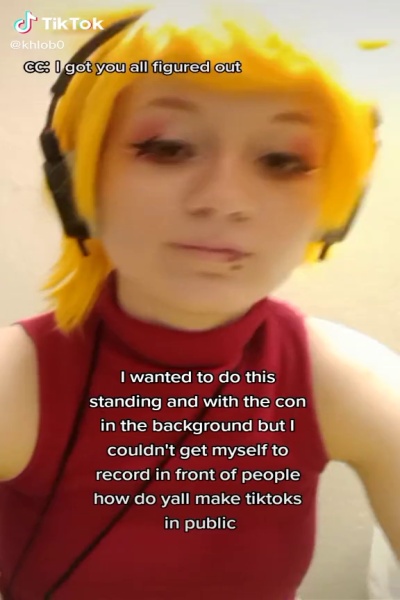 TikTok
@khlob0
cc: I got you all figured out
I wanted to do this
standing and with the con
in the background but I
couldn't get myself to
record in front of people
how do yall make tiktoks
in public